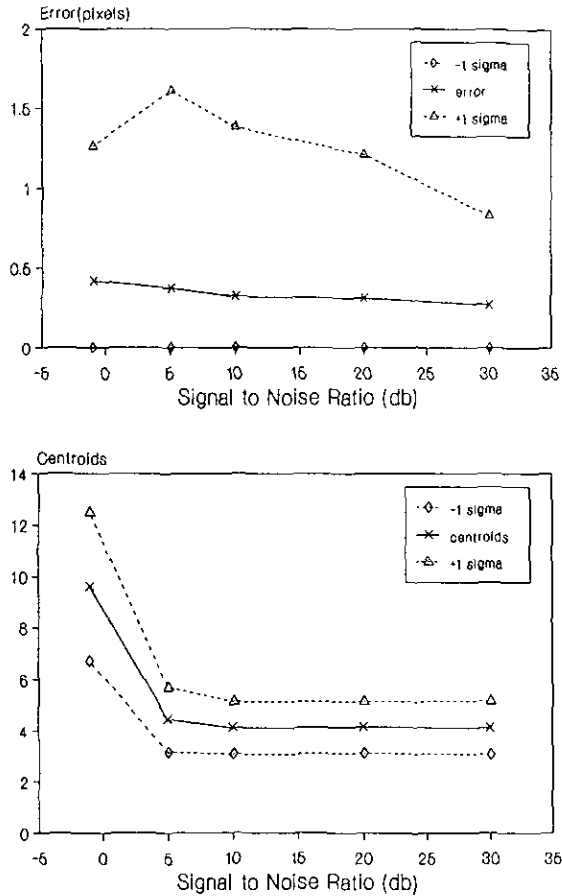 Error(pixels)
2
1.5
1
0.5
0
-5 0 5 10 15 20 25 30 35
Signal to Noise Ratio (db)
-1 sigma
error
+1 sigma
Centroids
14
12
10
8
6
4
2
0
-5 0 5 10 15 20 25 30 35
Signal to Noise Ratio (db)
-1 sigma
centroids
+1 sigma